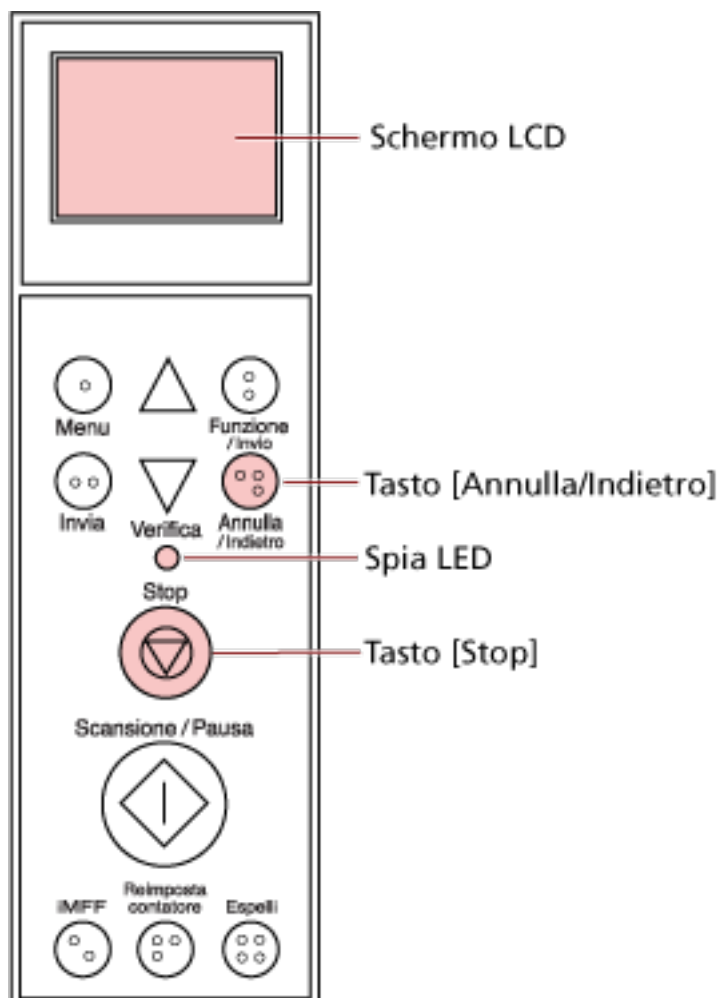 Schermo LCD
Menu
Funzione
/Invio
Invia
Verifica
Annulla
/Indietro
Tasto [Annulla/Indietro]
Spia LED
Stop
Tasto [Stop]
Scansione / Pausa
iMFF
Reimposta
contatore
Espelli